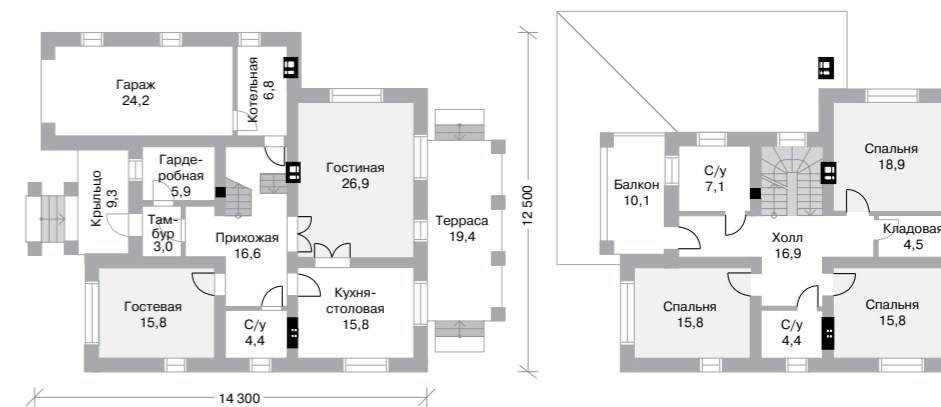 Гараж
24,2
Котельная
6,8
Крыльцо
9,3
Гарде-
робная
5,9
Там-
бур
3,0
Прихожая
16,6
Гостиная
26,9
Терраса
19,4
Гостевая
15,8
С/у
4,4
Кухня-
столовая
15,8
14 300
12 500
Балкон
10,1
С/у
7,1
Спальня
18,9
Холл
16,9
Кладовая
4,5
Спальня
15,8
С/у
4,4
Спальня
15,8